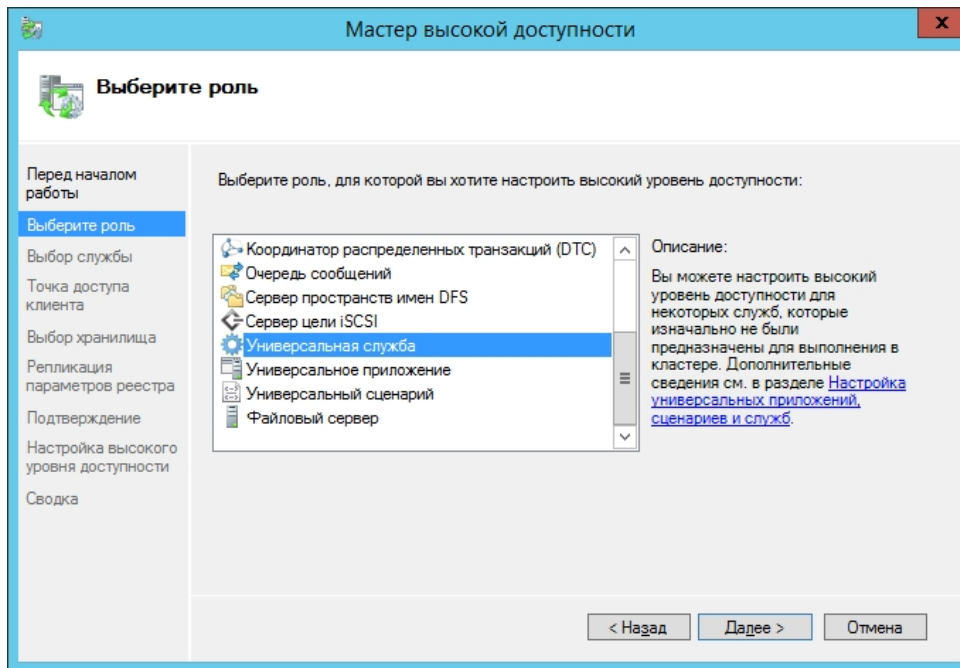 Мастер высокой доступности
x
Выберите роль
Перед началом
работы
Выберите роль
Выбор службы
Точка доступа
клиента
Выбор хранилища
Репликация
параметров реестра
Подтверждение
Настройка высокого
уровня доступности
Сводка
Выберите роль, для которой вы хотите настроить высокий уровень доступности:
Координатор распределенных транзакций (DTC)
Очередь сообщений
Сервер пространств имен DFS
Сервер цели iSCSI
Универсальная служба
Универсальное приложение
Универсальный сценарий
Файловый сервер
Описание:
Вы можете настроить высокий
уровень доступности для
некоторых служб, которые
изначально не были
предназначены для выполнения в
кластере. Дополнительные
сведения см. в разделе Настройка
универсальных приложений,
сценариев и служб.
< Назад
Далее >
Отмена